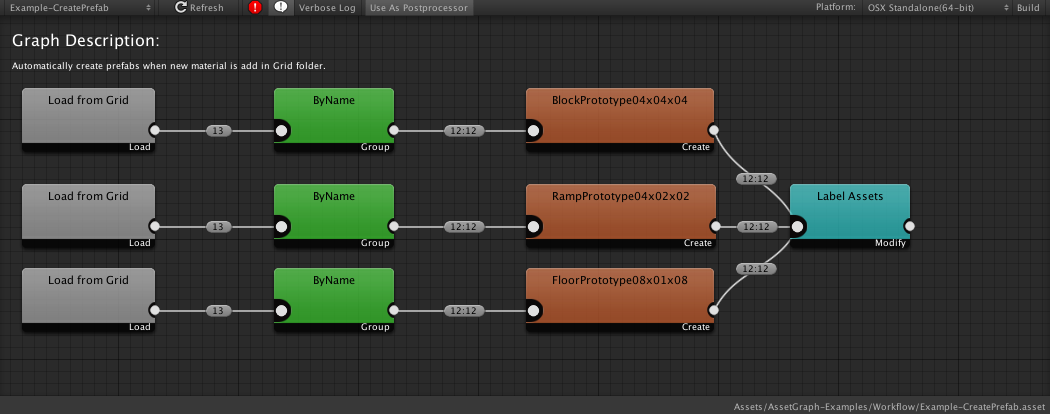 Example-CreatePrefab Refresh Verbose Log Use As Postprocessor Platform: OSX Standalone(64-bit) Build
Graph Description:
Automatically create prefabs when new material is add in Grid folder.
Load from Grid ByName BlockPrototype04x04x04
13 12:12
Load Group Create
12:12
Load from Grid ByName RampPrototype04x02x02 Label Assets
13 12:12 12:12
Load Group Create Modify
12:12
Load from Grid ByName FloorPrototype08x01x08
13 12:12
Load Group Create
Assets/AssetGraph-Examples/Workflow/Example-CreatePrefab.asset